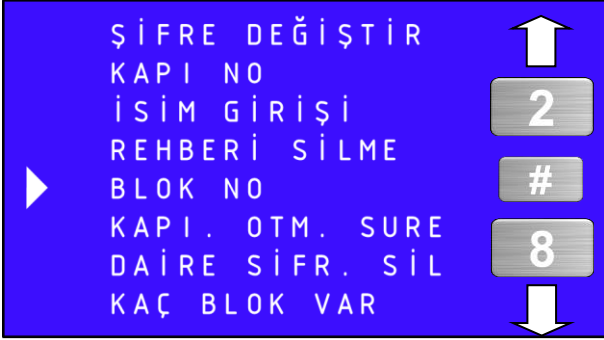 ŞİFRE DEĞİŞTİR
KAPI NO
İSİM GİRİŞİ
REHBERİ SİLME
BLOK NO
KAPI. OTM. SURE
DAİRE SİFR. SİL
KAÇ BLOK VAR
2
#
8